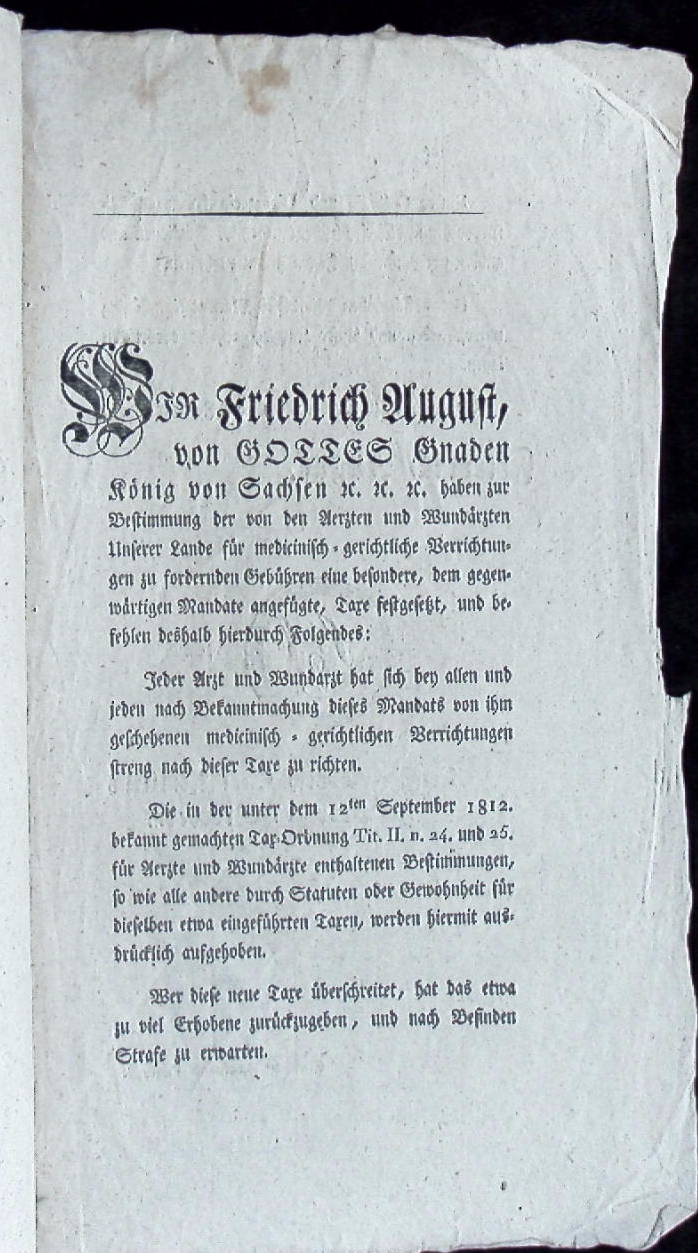 WIR Friedrich August,
von GOTTES Gnaden
König von Sachsen ꝛc. ꝛc. ꝛc. haben zur
Bestimmung der von den Aerzten und Wundärzten
Unserer Lande für medicinisch-gerichtliche Verrichtun-
gen zu fordernden Gebühren eine besondere, dem gegen-
wärtigen Mandate angefügte, Taxe festgesetzt, und be-
fehlen deshalb hierdurch Folgendes:
Jeder Arzt und Wundarzt hat sich bey allen und
jeden nach Bekanntmachung dieses Mandats von ihm
geschehenen medicinisch-gerichtlichen Verrichtungen
streng nach dieser Taxe zu richten.
Die in der unter dem 12ten September 1812.
bekannt gemachten Tax-Ordnung Tit. II. n. 24. und 25.
für Aerzte und Wundärzte enthaltenen Bestimmungen,
so wie alle andere durch Statuten oder Gewohnheit für
dieselben etwa eingeführten Taxen, werden hiermit aus-
drücklich aufgehoben.
Wer diese neue Taxe überschreitet, hat das etwa
zu viel Erhobene zurückzugeben, und nach Befinden
Strafe zu erwarten.